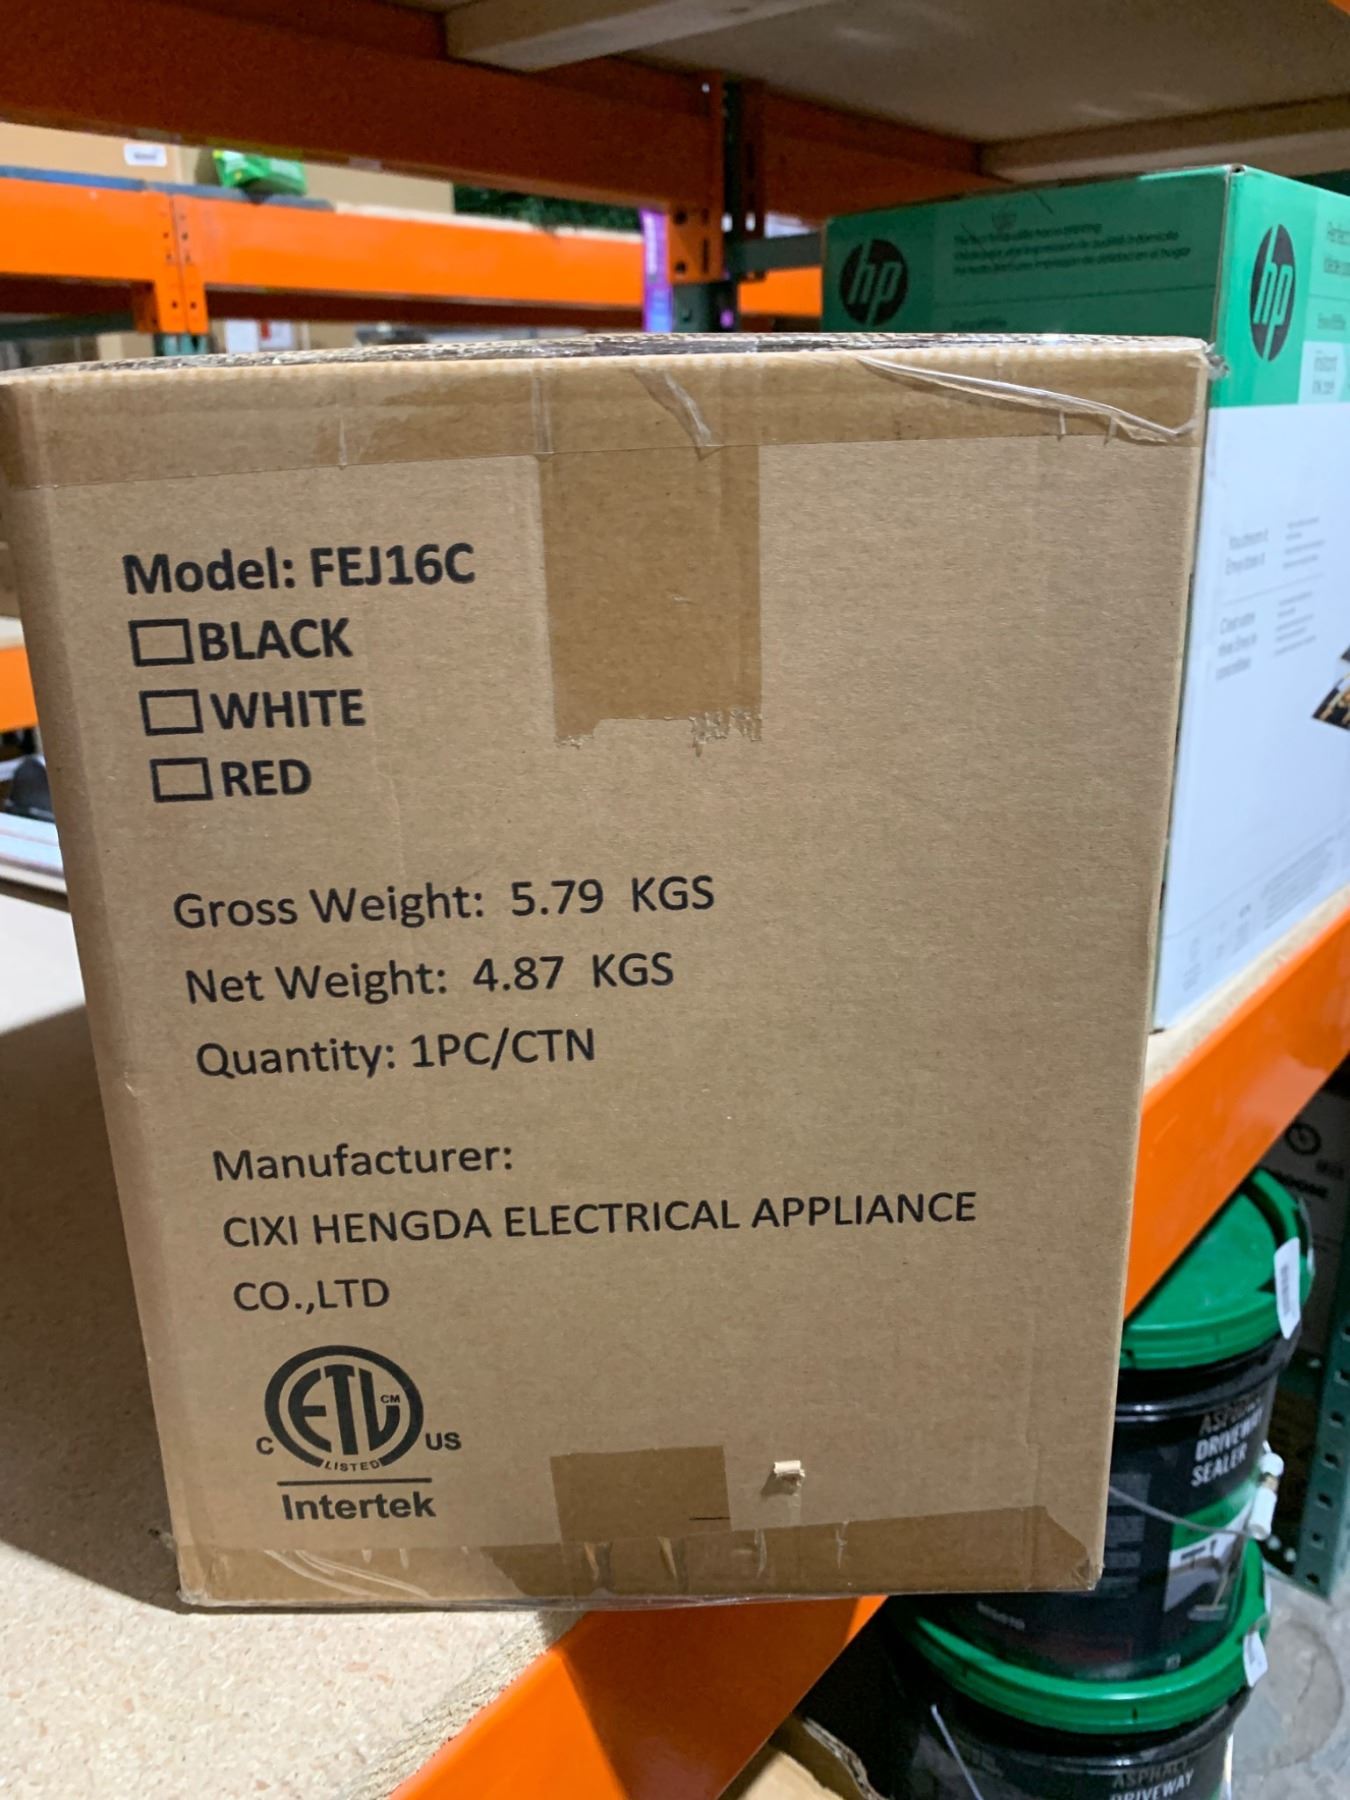 Model: FEJ16C
BLACK
WHITE
RED
Gross Weight: 5.79 KGS
Net Weight: 4.87 KGS
Quantity: 1PC/CTN
Manufacturer:
CIXI HENGDA ELECTRICAL APPLIANCE
CO.,LTD
C ETL CM US
LISTED
Intertek
hp
hp
ASPHALT
DRIVEWAY
SEALER
ASPHALT
DRIVEWAY